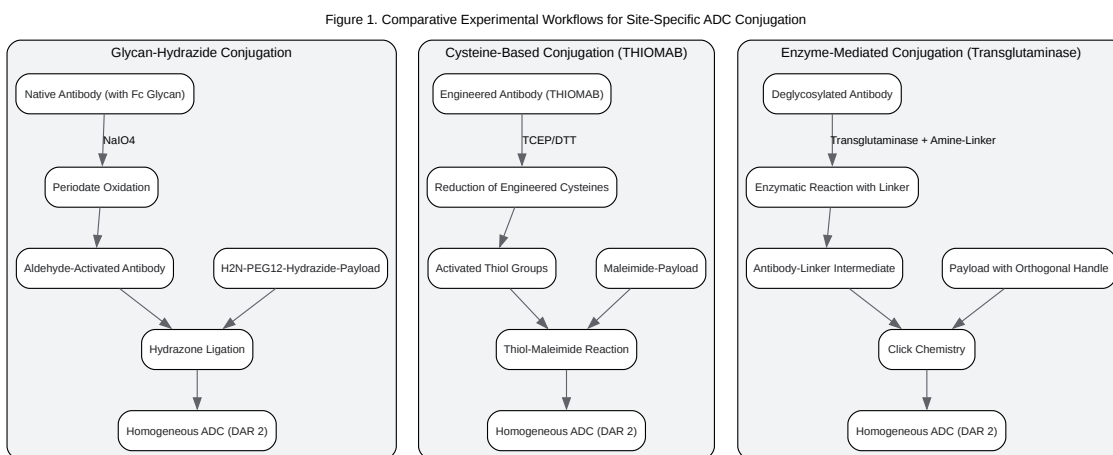 Figure 1. Comparative Experimental Workflows for Site-Specific ADC Conjugation
Glycan-Hydrazide Conjugation
Native Antibody (with Fc Glycan)
NaIO4
Periodate Oxidation
Aldehyde-Activated Antibody
H2N-PEG12-Hydrazide-Payload
Hydrazone Ligation
Homogeneous ADC (DAR 2)
Cysteine-Based Conjugation (THIOMAB)
Engineered Antibody (THIOMAB)
TCEP/DTT
Reduction of Engineered Cysteines
Activated Thiol Groups
Maleimide-Payload
Thiol-Maleimide Reaction
Homogeneous ADC (DAR 2)
Enzyme-Mediated Conjugation (Transglutaminase)
Deglycosylated Antibody
Transglutaminase + Amine-Linker
Enzymatic Reaction with Linker
Antibody-Linker Intermediate
Payload with Orthogonal Handle
Click Chemistry
Homogeneous ADC (DAR 2)